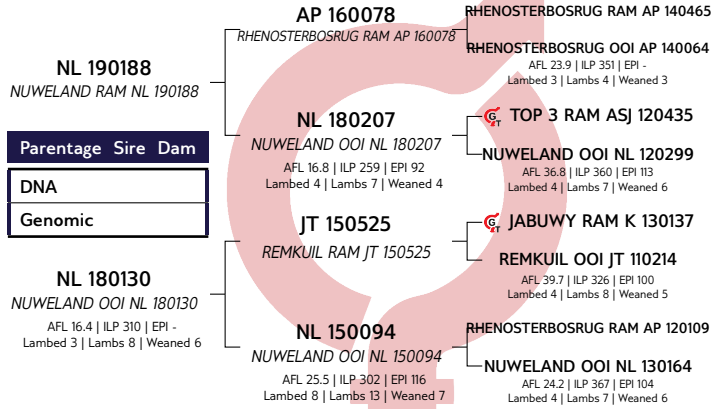 NL 190188
NUWELAND RAM NL 190188
Parentage Sire Dam
DNA
Genomic
NL 180130
NUWELAND OOI NL 180130
AFL 16.4 | ILP 310 | EPI -
Lambed 3 | Lambs 8 | Weaned 6
AP 160078
RHENOSTERBOSRUG RAM AP 160078
NL 180207
NUWELAND OOI NL 180207
AFL 16.8 | ILP 259 | EPI 92
Lambed 4 | Lambs 7 | Weaned 4
JT 150525
REMKUIL RAM JT 150525
NL 150094
NUWELAND OOI NL 150094
AFL 25.5 | ILP 302 | EPI 116
Lambed 8 | Lambs 13 | Weaned 7
RHENOSTERBOSRUG RAM AP 140465
RHENOSTERBOSRUG OOI AP 140064
AFL 23.9 | ILP 351 | EPI -
Lambed 3 | Lambs 4 | Weaned 3
GT TOP 3 RAM ASJ 120435
NUWELAND OOI NL 120299
AFL 36.8 | ILP 360 | EPI 113
Lambed 4 | Lambs 7 | Weaned 6
GT JABUWY RAM K 130137
REMKUIL OOI JT 110214
AFL 39.7 | ILP 326 | EPI 100
Lambed 4 | Lambs 8 | Weaned 5
RHENOSTERBOSRUG RAM AP 120109
NUWELAND OOI NL 130164
AFL 24.2 | ILP 367 | EPI 104
Lambed 4 | Lambs 7 | Weaned 6